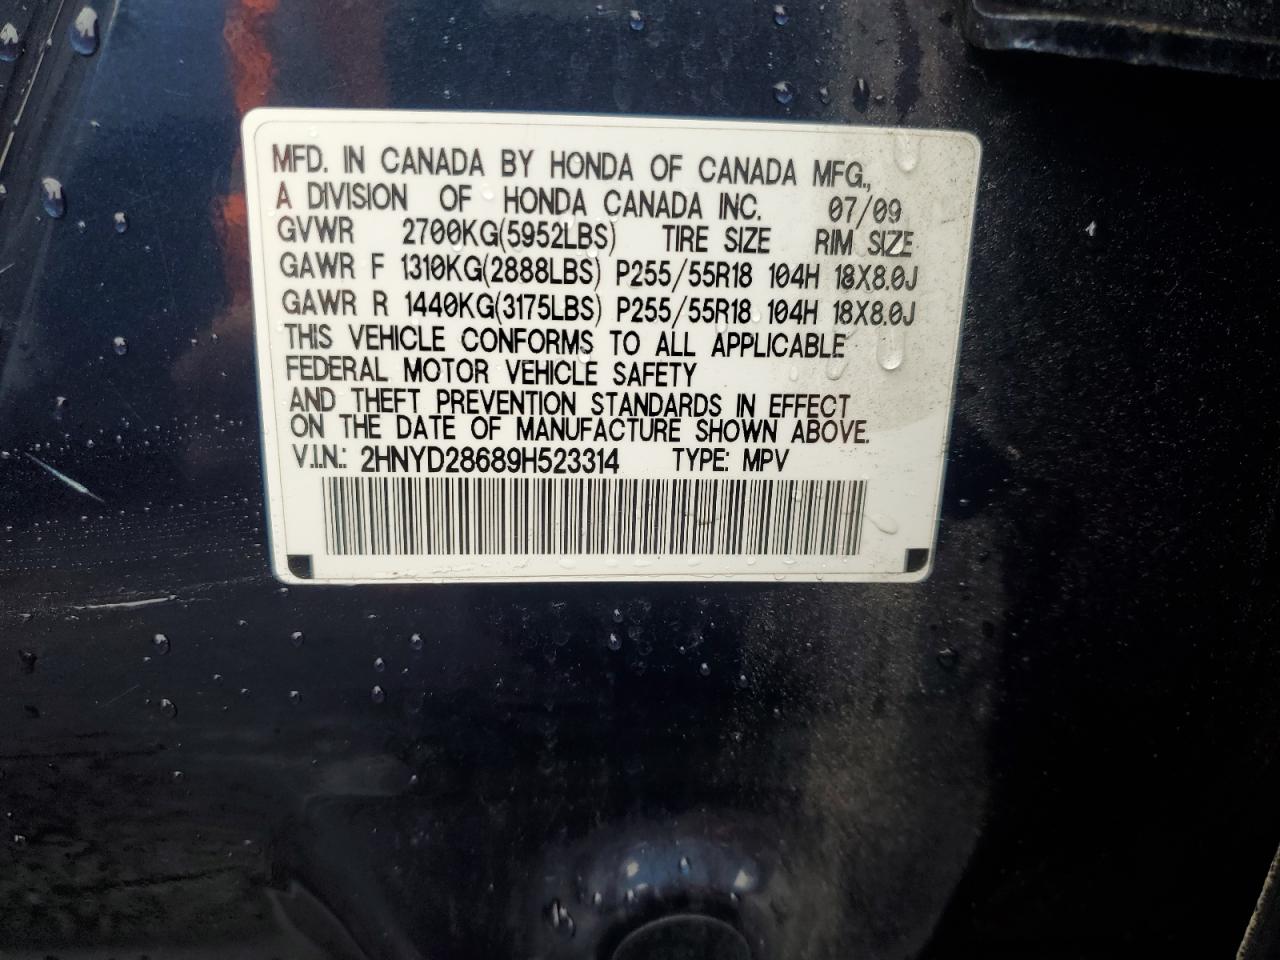 MFD. IN CANADA BY HONDA OF CANADA MFG.,
A DIVISION OF HONDA CANADA INC. 07/09
GVWR 2700KG(5952LBS) TIRE SIZE RIM SIZE
GAWR F 1310KG(2888LBS) P255/55R18 104H 18X8.0J
GAWR R 1440KG(3175LBS) P255/55R18 104H 18X8.0J
THIS VEHICLE CONFORMS TO ALL APPLICABLE
FEDERAL MOTOR VEHICLE SAFETY
AND THEFT PREVENTION STANDARDS IN EFFECT
ON THE DATE OF MANUFACTURE SHOWN ABOVE.
V.I.N.: 2HNYD28689H523314 TYPE: MPV